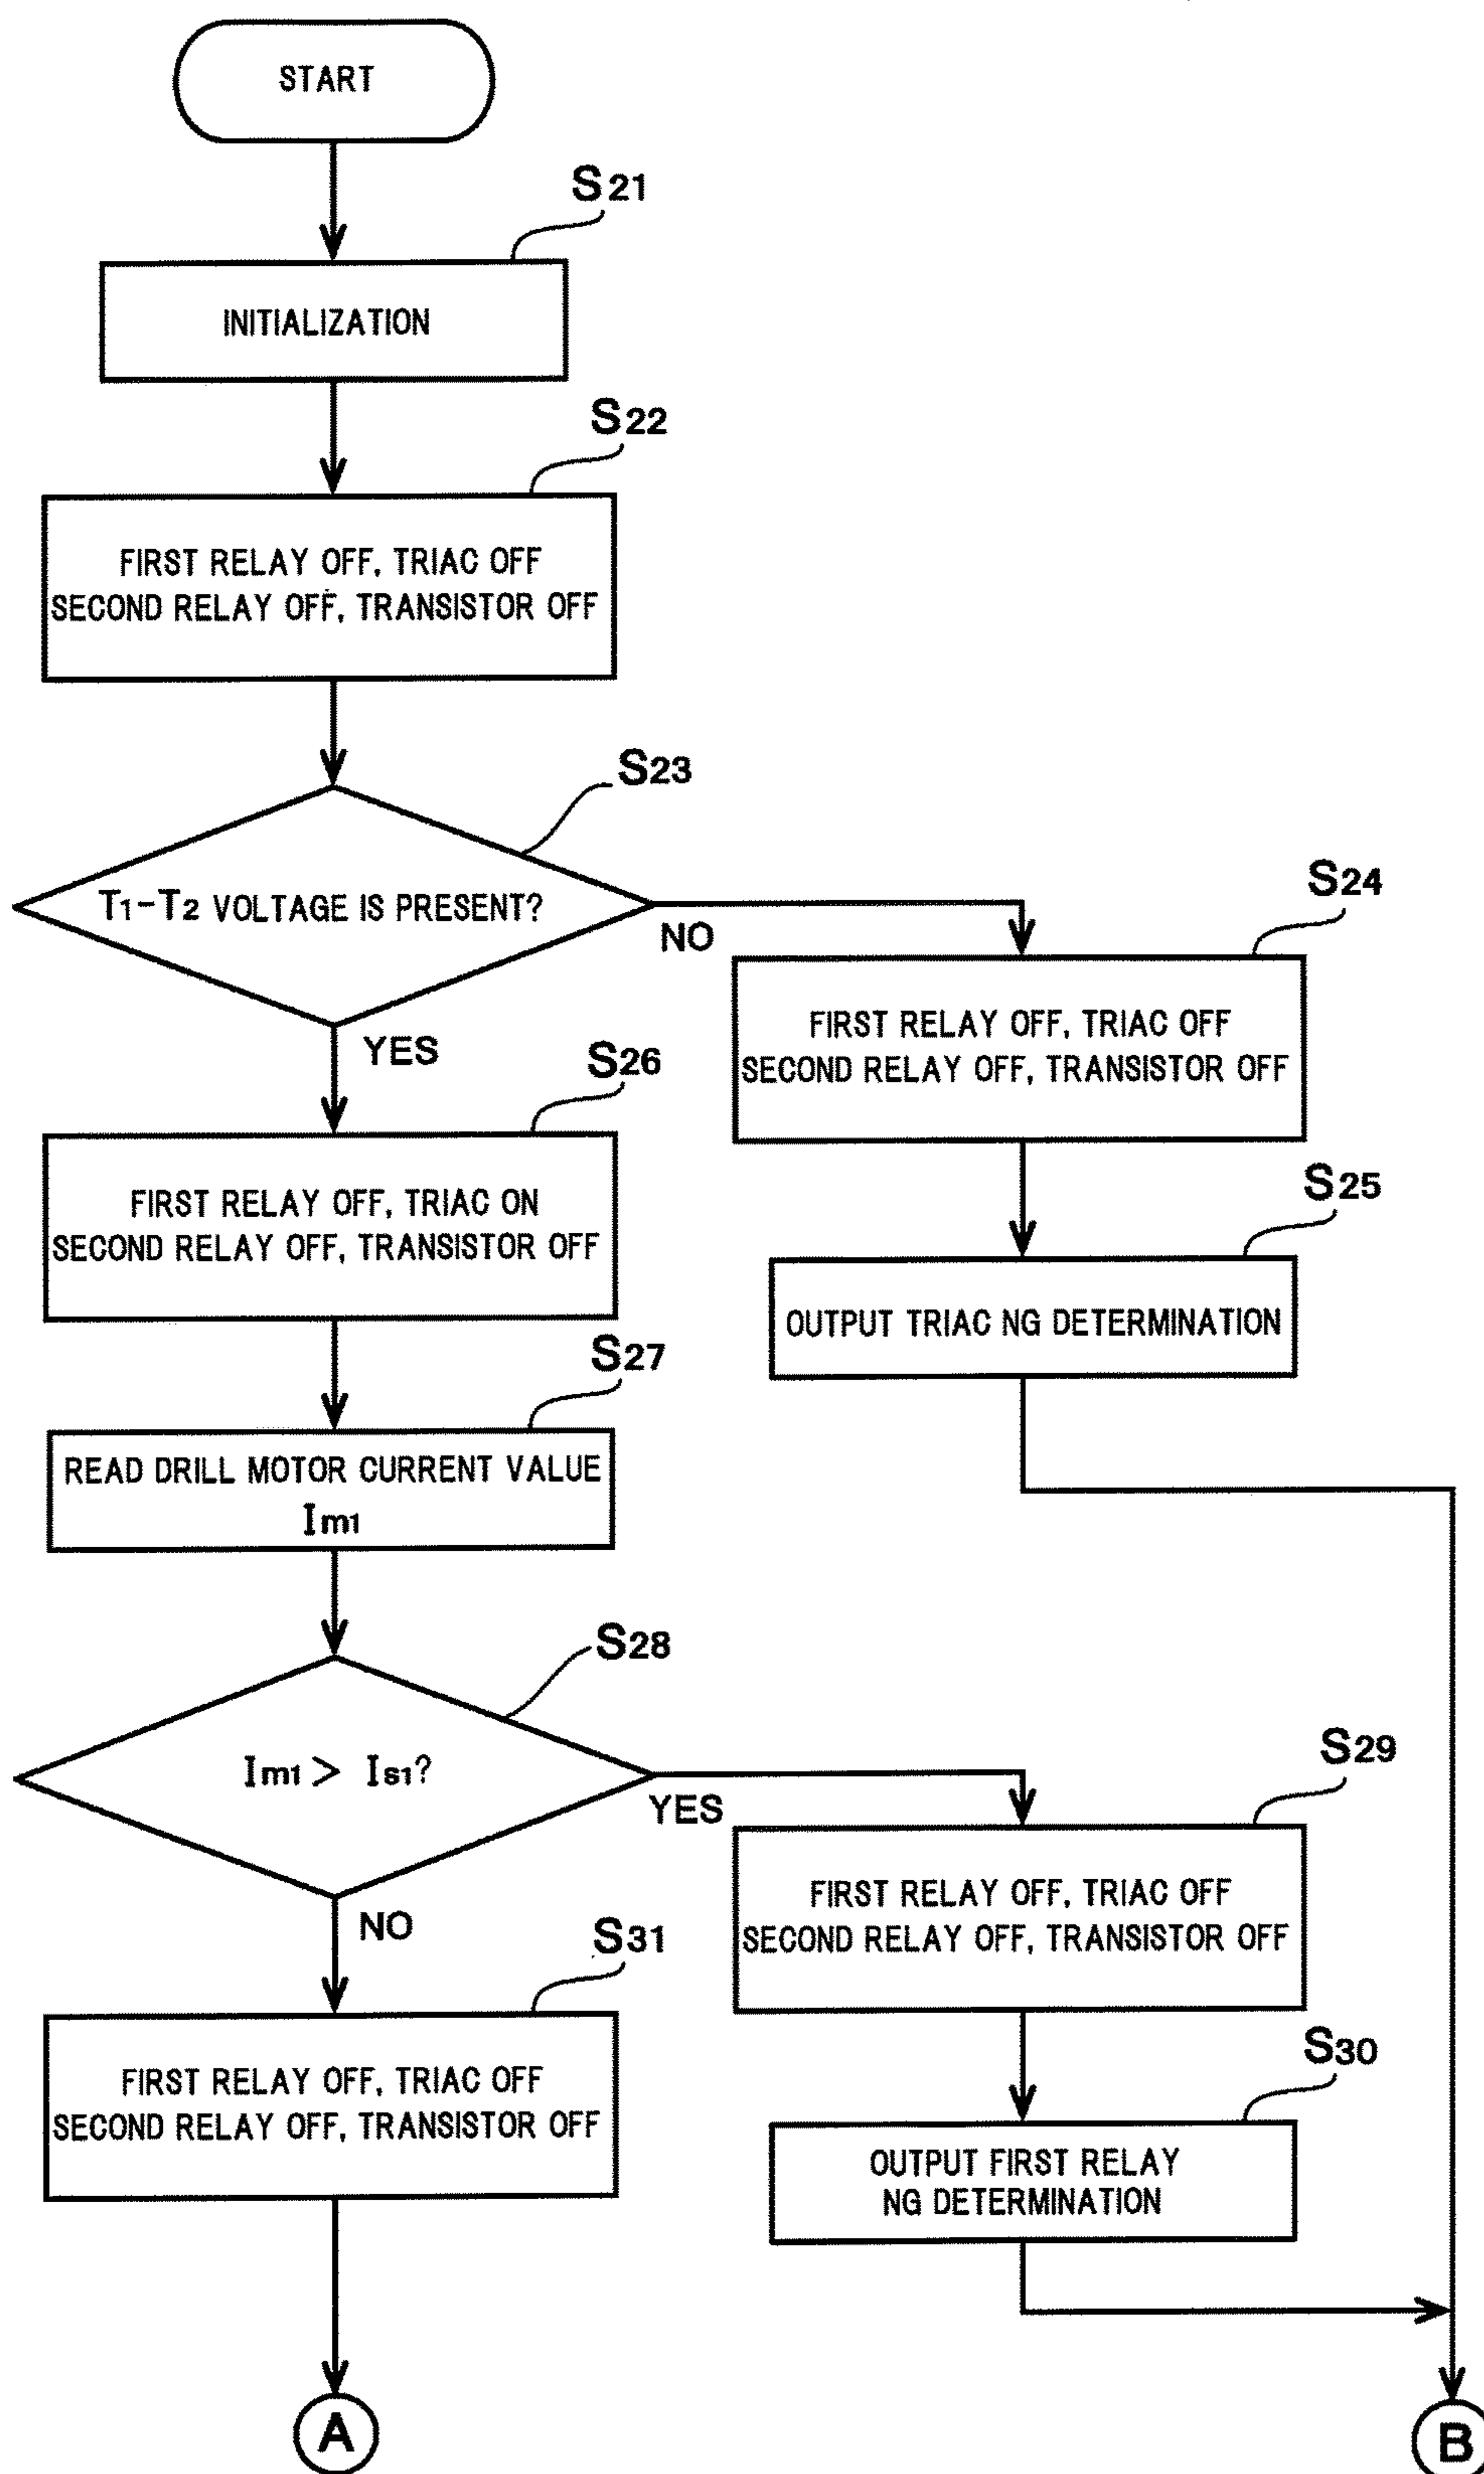 START
S21
INITIALIZATION
S22
FIRST RELAY OFF, TRIAC OFF
SECOND RELAY OFF, TRANSISTOR OFF
S23
T1-T2 VOLTAGE IS PRESENT?
NO
YES
S24
FIRST RELAY OFF, TRIAC OFF
SECOND RELAY OFF, TRANSISTOR OFF
S25
OUTPUT TRIAC NG DETERMINATION
S26
FIRST RELAY OFF, TRIAC ON
SECOND RELAY OFF, TRANSISTOR OFF
S27
READ DRILL MOTOR CURRENT VALUE
Im1
S28
Im1 > Is1?
YES
NO
S29
FIRST RELAY OFF, TRIAC OFF
SECOND RELAY OFF, TRANSISTOR OFF
S30
OUTPUT FIRST RELAY
NG DETERMINATION
S31
FIRST RELAY OFF, TRIAC OFF
SECOND RELAY OFF, TRANSISTOR OFF
A
B